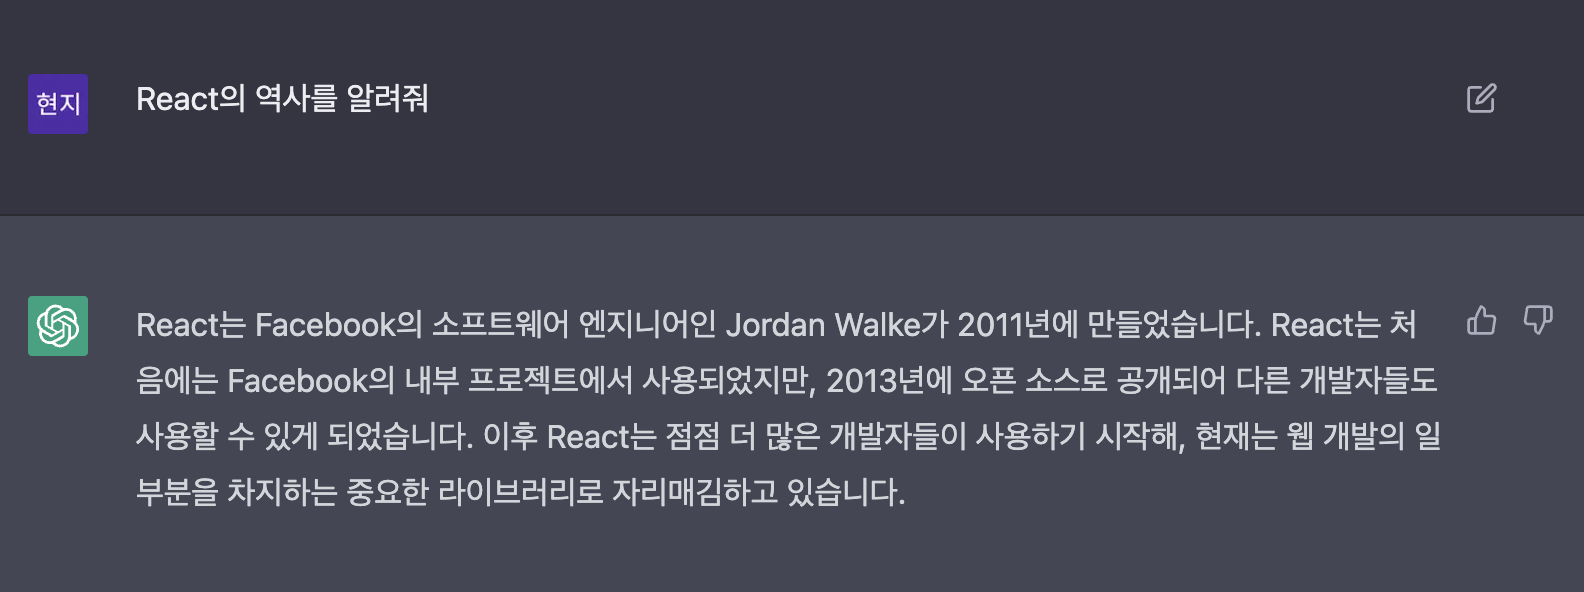 현지
React의 역사를 알려줘
React는 Facebook의 소프트웨어 엔지니어인 Jordan Walke가 2011년에 만들었습니다. React는 처
음에는 Facebook의 내부 프로젝트에서 사용되었지만, 2013년에 오픈 소스로 공개되어 다른 개발자들도
사용할 수 있게 되었습니다. 이후 React는 점점 더 많은 개발자들이 사용하기 시작해, 현재는 웹 개발의 일
부분을 차지하는 중요한 라이브러리로 자리매김하고 있습니다.